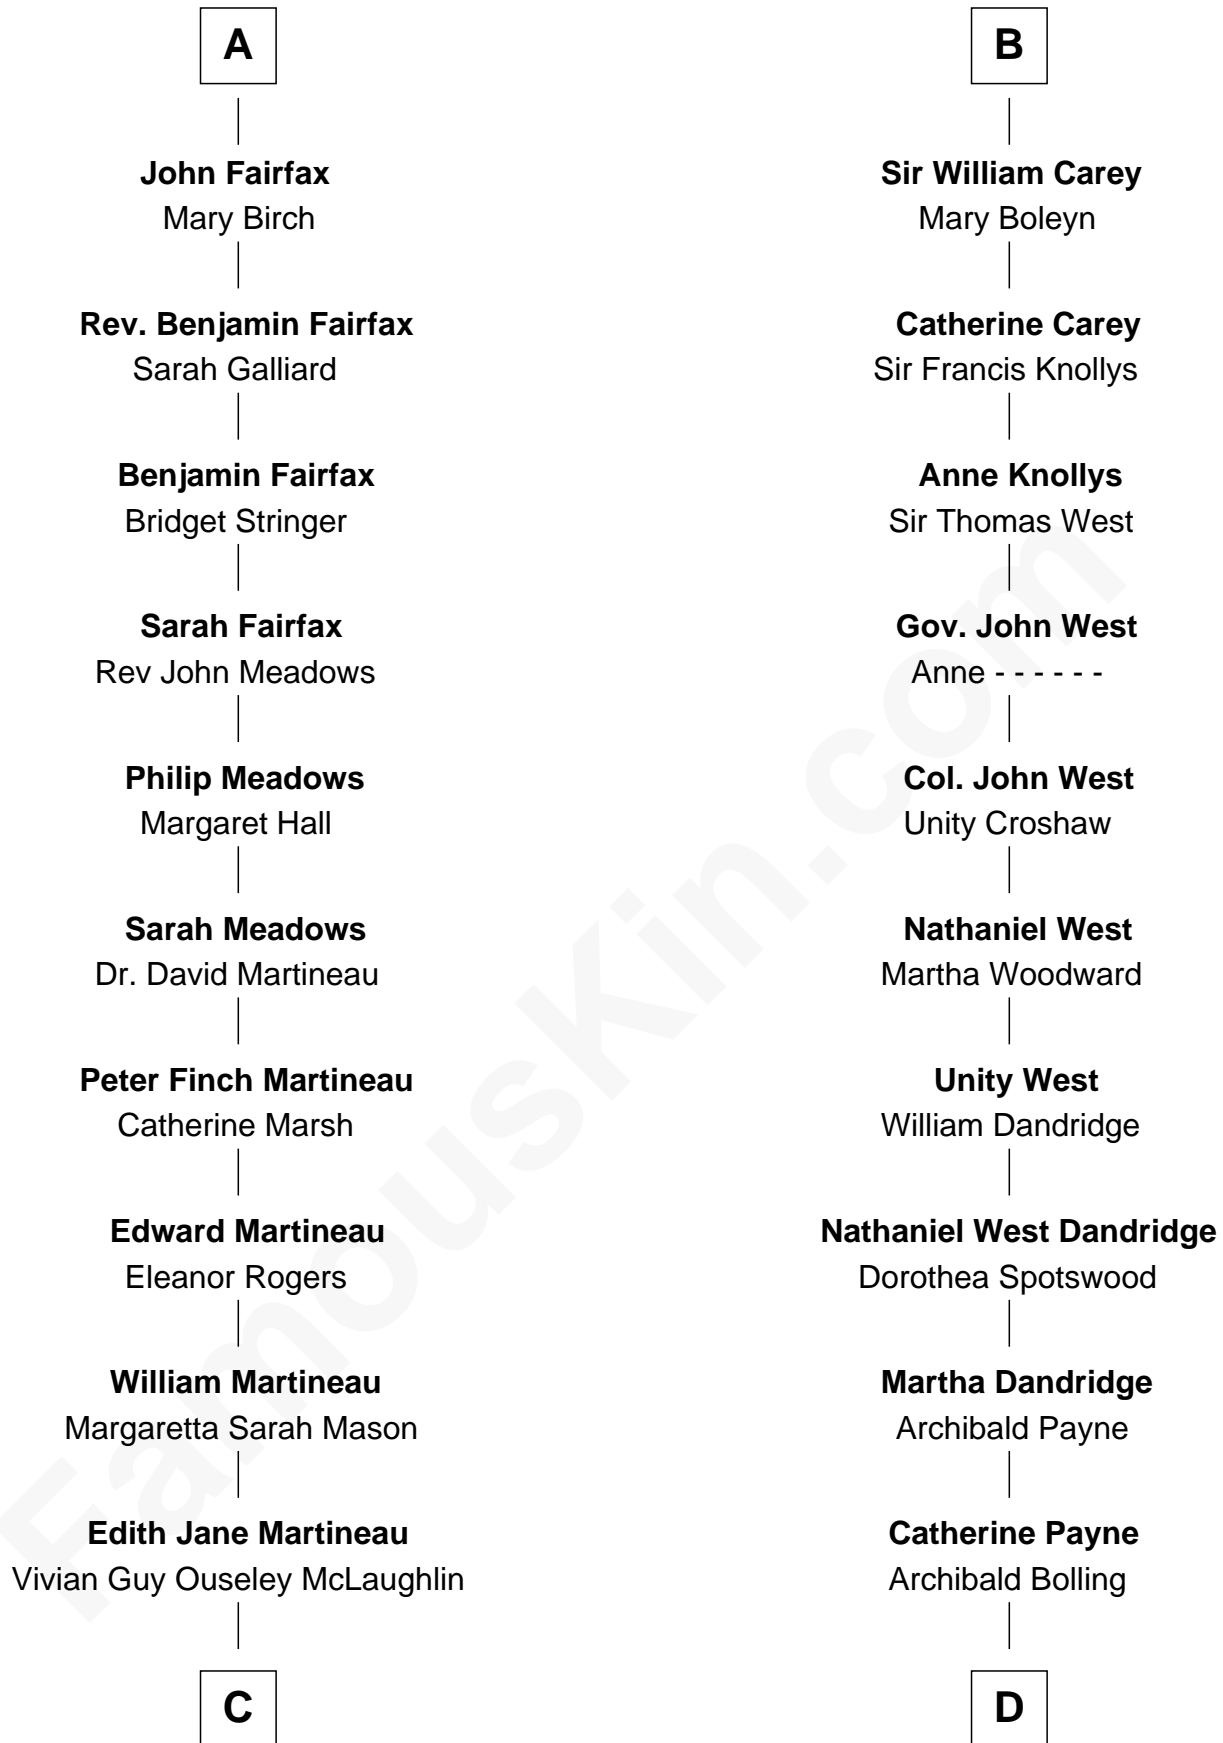 A
John Fairfax
Mary Birch
Rev. Benjamin Fairfax
Sarah Galliard
Benjamin Fairfax
Bridget Stringer
Sarah Fairfax
Rev John Meadows
Philip Meadows
Margaret Hall
Sarah Meadows
Dr. David Martineau
Peter Finch Martineau
Catherine Marsh
Edward Martineau
Eleanor Rogers
William Martineau
Margaretta Sarah Mason
Edith Jane Martineau
Vivian Guy Ouseley McLaughlin
C
B
Sir William Carey
Mary Boleyn
Catherine Carey
Sir Francis Knollys
Anne Knollys
Sir Thomas West
Gov. John West
Anne - - - - - -
Col. John West
Unity Croshaw
Nathaniel West
Martha Woodward
Unity West
William Dandridge
Nathaniel West Dandridge
Dorothea Spotswood
Martha Dandridge
Archibald Payne
Catherine Payne
Archibald Bolling
D
FamousKin.com